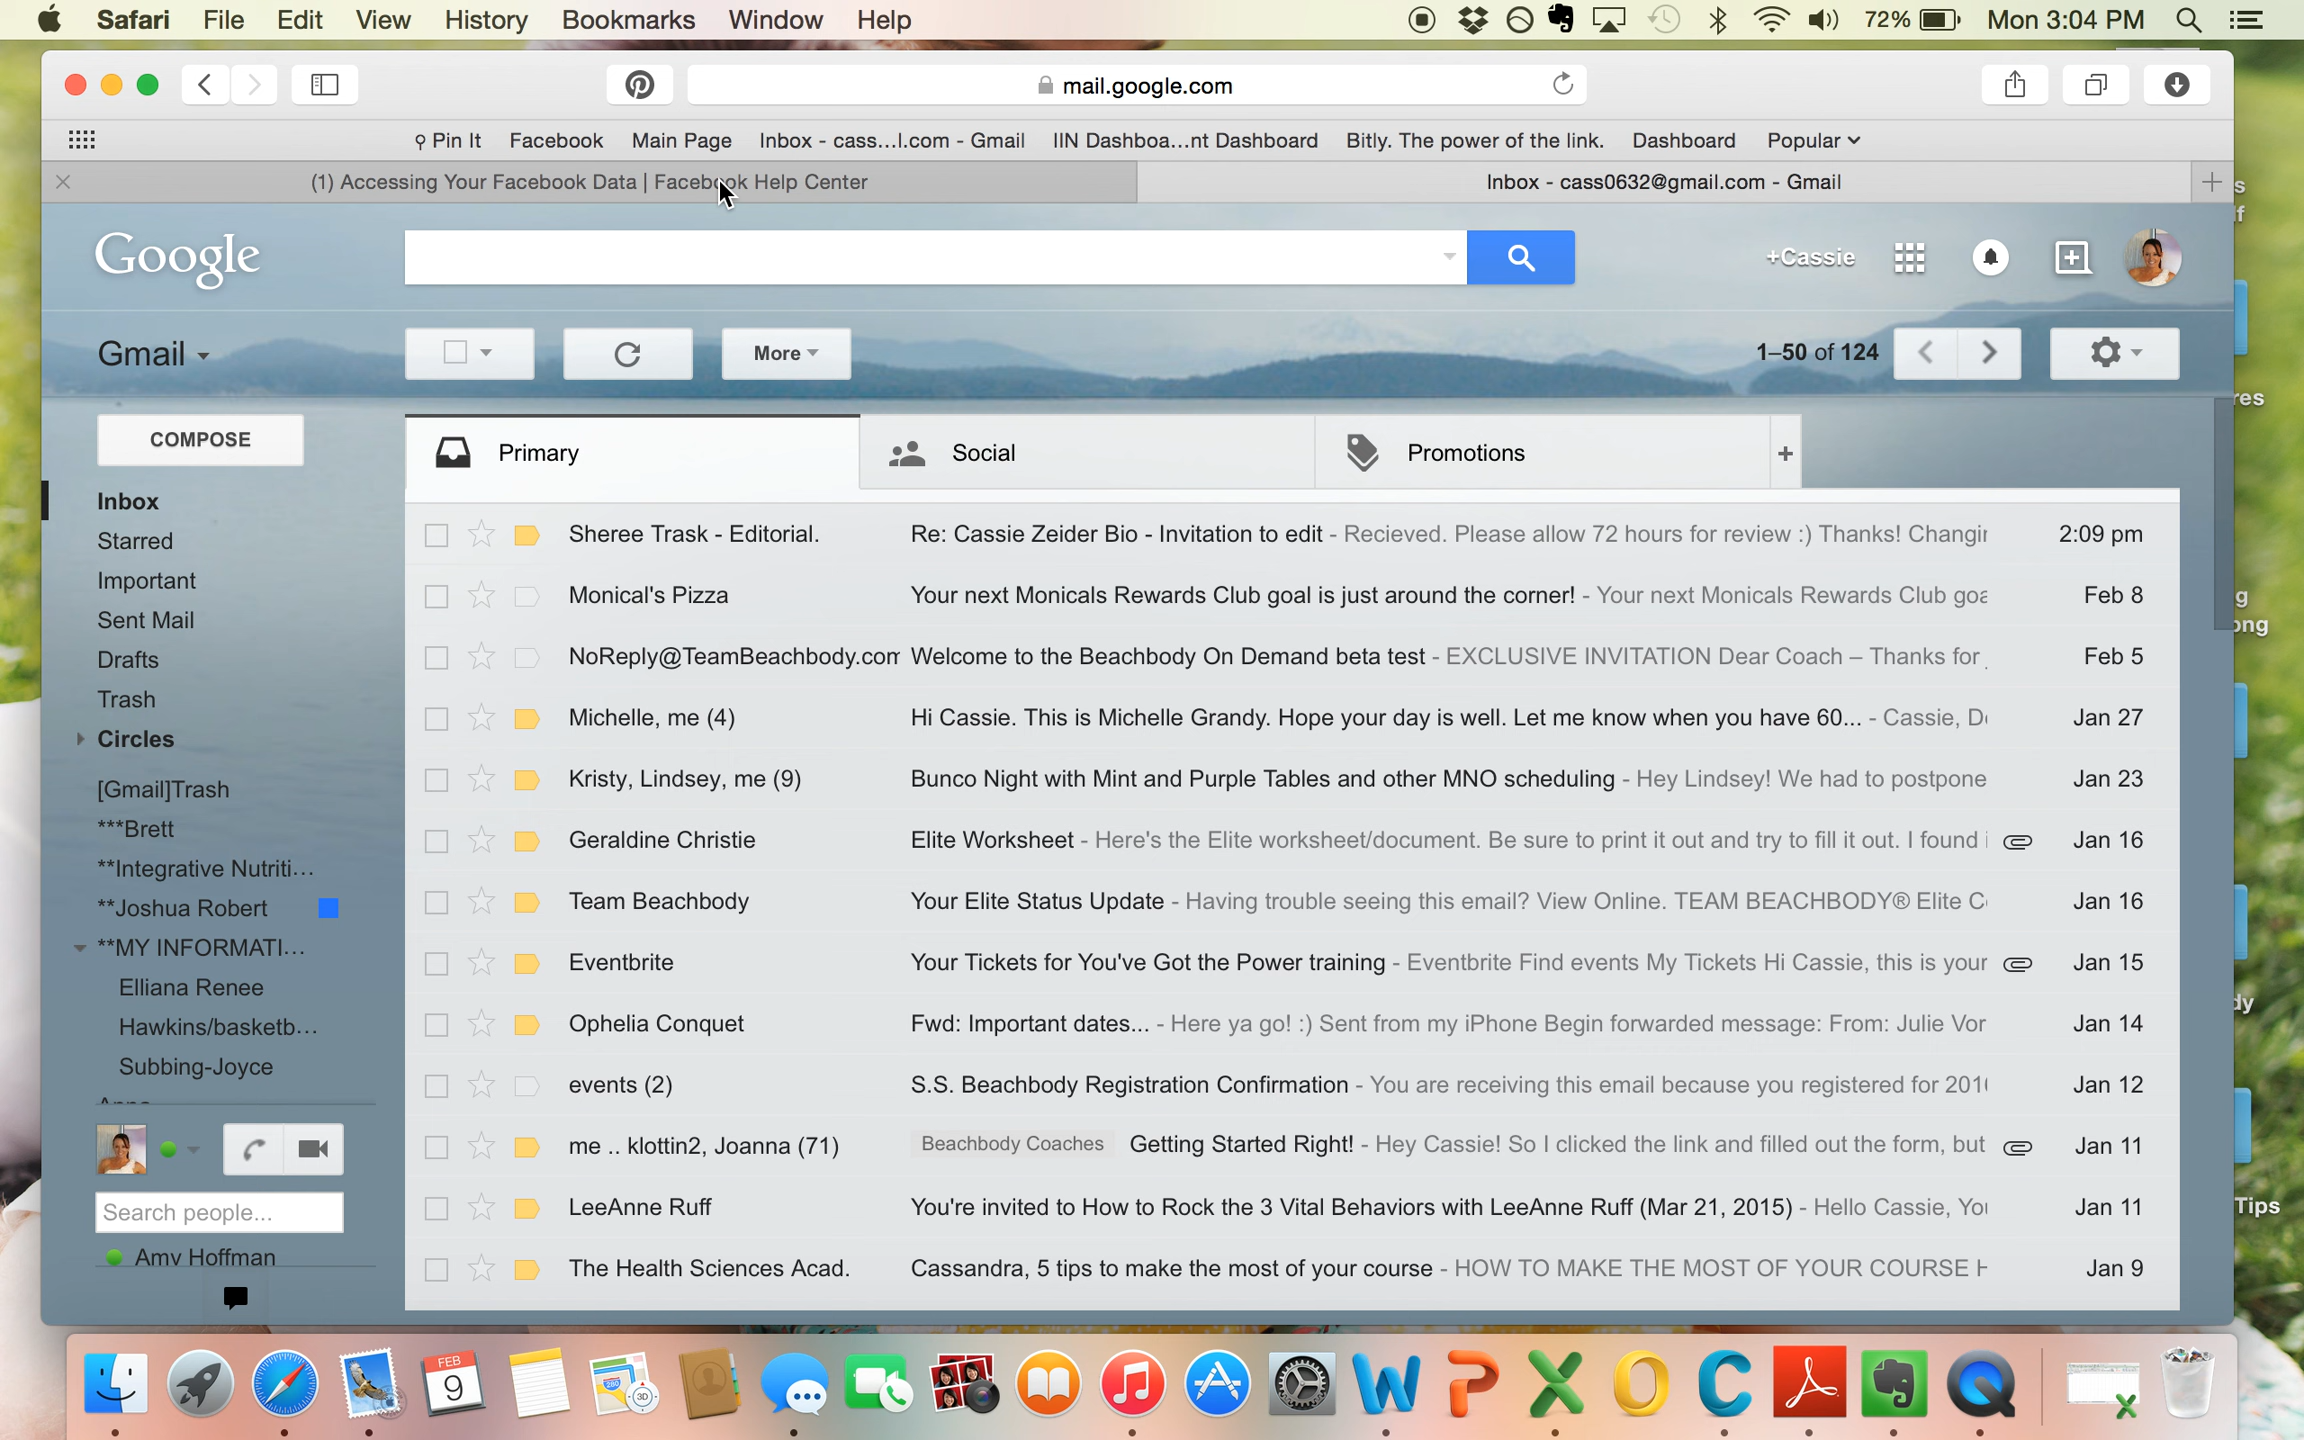 Safari File Edit View History Bookmarks Window Help 72% Mon 3:04 PM
mail.google.com
Pin It Facebook Main Page Inbox - cass...l.com - Gmail IIN Dashboa...nt Dashboard Bitly. The power of the link. Dashboard Popular
(1) Accessing Your Facebook Data | Facebook Help Center Inbox - cass0632@gmail.com - Gmail
Google +Cassie
Gmail More 1–50 of 124
COMPOSE
Inbox
Starred
Important
Sent Mail
Drafts
Trash
Circles
[Gmail]Trash
***Brett
**Integrative Nutriti...
**Joshua Robert
**MY INFORMATI...
Elliana Renee
Hawkins/basketb...
Subbing-Joyce
Search people...
Amy Hoffman
Primary Social Promotions
Sheree Trask - Editorial. Re: Cassie Zeider Bio - Invitation to edit - Recieved. Please allow 72 hours for review :) Thanks! Changin 2:09 pm
Monical's Pizza Your next Monicals Rewards Club goal is just around the corner! - Your next Monicals Rewards Club goa Feb 8
NoReply@TeamBeachbody.com Welcome to the Beachbody On Demand beta test - EXCLUSIVE INVITATION Dear Coach – Thanks for Feb 5
Michelle, me (4) Hi Cassie. This is Michelle Grandy. Hope your day is well. Let me know when you have 60... - Cassie, Feb Jan 27
Kristy, Lindsey, me (9) Bunco Night with Mint and Purple Tables and other MNO scheduling - Hey Lindsey! We had to postpone Jan 23
Geraldine Christie Elite Worksheet - Here's the Elite worksheet/document. Be sure to print it out and try to fill it out. I found Jan 16
Team Beachbody Your Elite Status Update - Having trouble seeing this email? View Online. TEAM BEACHBODY® Elite Jan 16
Eventbrite Your Tickets for You've Got the Power training - Eventbrite Find events My Tickets Hi Cassie, this is your Jan 15
Ophelia Conquet Fwd: Important dates... - Here ya go! :) Sent from my iPhone Begin forwarded message: From: Julie Vor Jan 14
events (2) S.S. Beachbody Registration Confirmation - You are receiving this email because you registered for 201 Jan 12
me .. klottin2, Joanna (71) Beachbody Coaches Getting Started Right! - Hey Cassie! So I clicked the link and filled out the form, but Jan 11
LeeAnne Ruff You're invited to How to Rock the 3 Vital Behaviors with LeeAnne Ruff (Mar 21, 2015) - Hello Cassie, You Jan 11
The Health Sciences Acad. Cassandra, 5 tips to make the most of your course - HOW TO MAKE THE MOST OF YOUR COURSE H Jan 9
s
f
res
g
ong
dy
Tips
FEB
9
280
3D